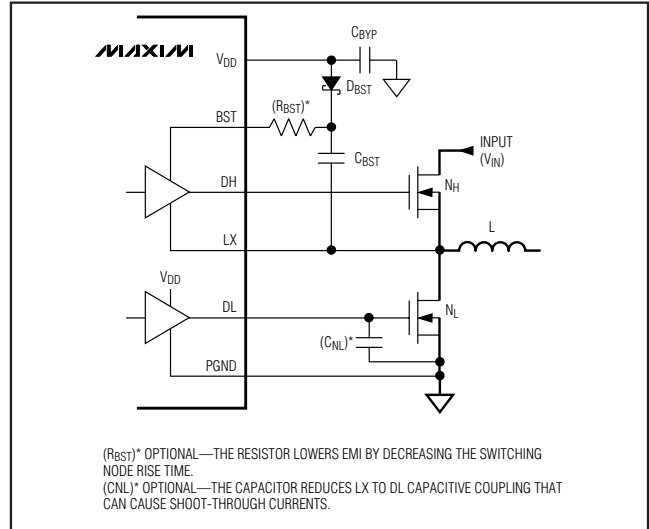 MAXIM
VDD
CBYP
DBST
(RBST)*
BST
CBST
INPUT
(VIN)
DH
NH
LX
L
VDD
DL
NL
(CNL)*
PGND
(RBST)* OPTIONAL—THE RESISTOR LOWERS EMI BY DECREASING THE SWITCHING
NODE RISE TIME.
(CNL)* OPTIONAL—THE CAPACITOR REDUCES LX TO DL CAPACITIVE COUPLING THAT
CAN CAUSE SHOOT-THROUGH CURRENTS.